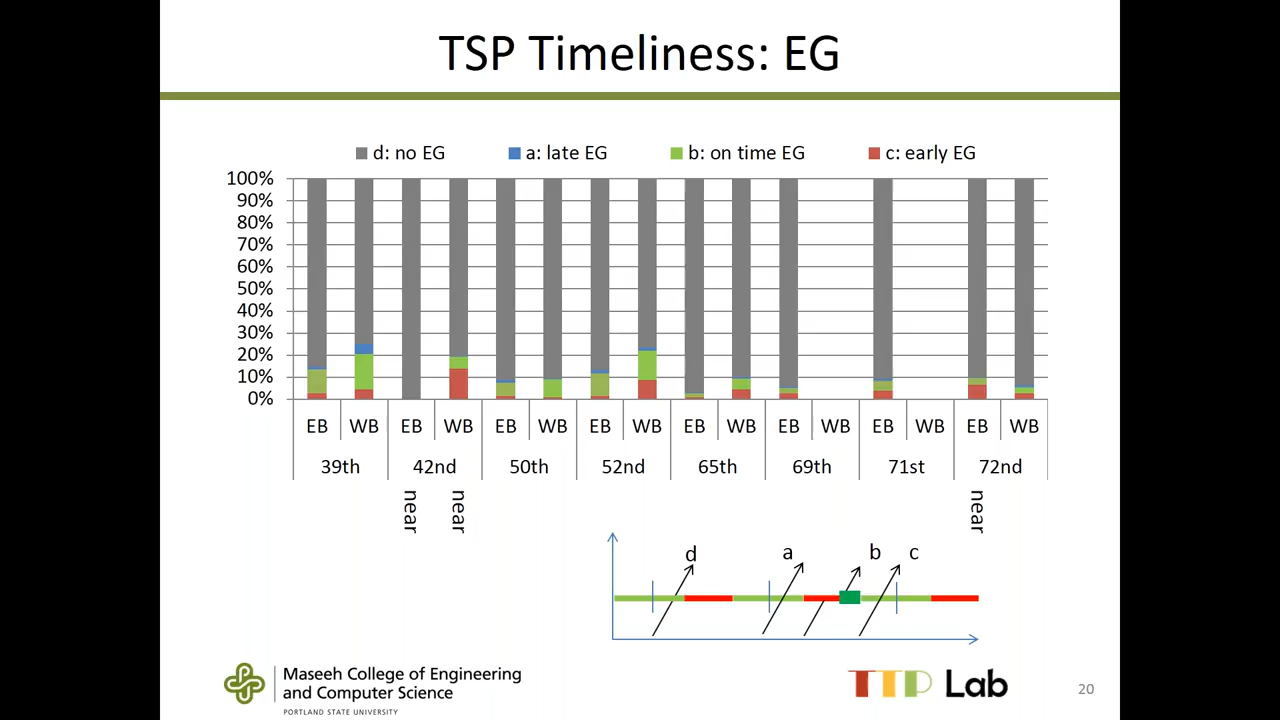 TSP Timeliness: EG
d: no EG a: late EG b: on time EG c: early EG
100%
90%
80%
70%
60%
50%
40%
30%
20%
10%
0%
EB WB EB WB EB WB EB WB EB WB EB WB EB WB EB WB
39th 42nd 50th 52nd 65th 69th 71st 72nd
near near near
d a b c
Maseeh College of Engineering
and Computer Science
PORTLAND STATE UNIVERSITY
TTP Lab
20